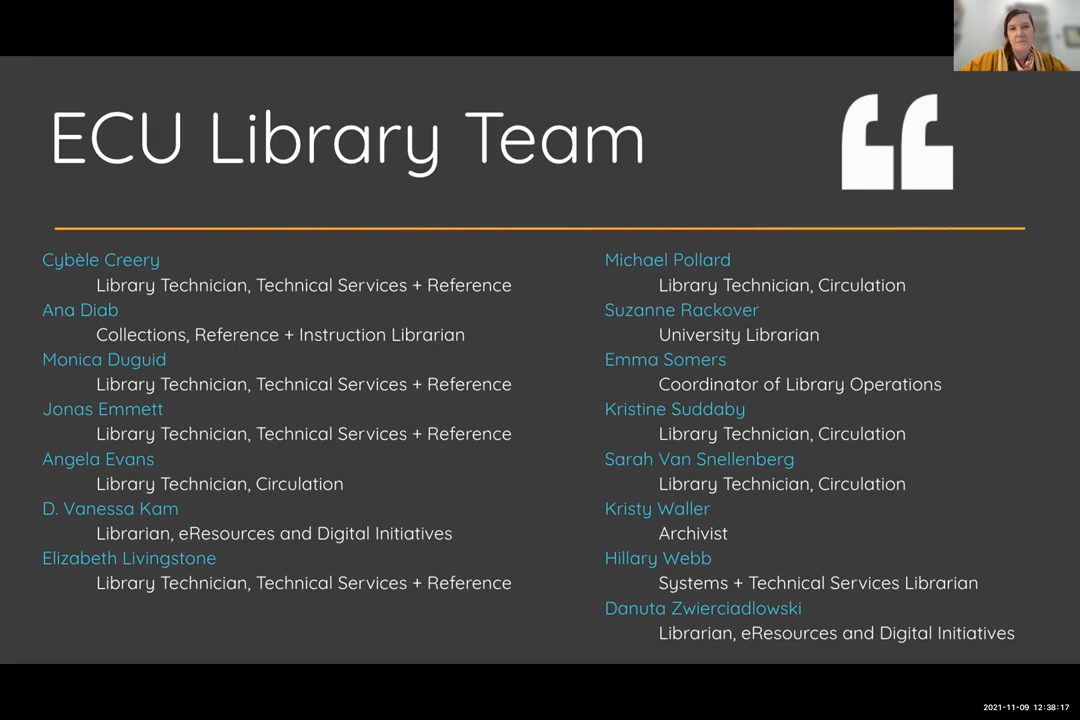 ECU Library Team
“
Cybèle Creery
Library Technician, Technical Services + Reference
Ana Diab
Collections, Reference + Instruction Librarian
Monica Duguid
Library Technician, Technical Services + Reference
Jonas Emmett
Library Technician, Technical Services + Reference
Angela Evans
Library Technician, Circulation
D. Vanessa Kam
Librarian, eResources and Digital Initiatives
Elizabeth Livingstone
Library Technician, Technical Services + Reference
Michael Pollard
Library Technician, Circulation
Suzanne Rackover
University Librarian
Emma Somers
Coordinator of Library Operations
Kristine Suddaby
Library Technician, Circulation
Sarah Van Snellenberg
Library Technician, Circulation
Kristy Waller
Archivist
Hillary Webb
Systems + Technical Services Librarian
Danuta Zwierciadlowski
Librarian, eResources and Digital Initiatives
2021-11-09 12:38:17